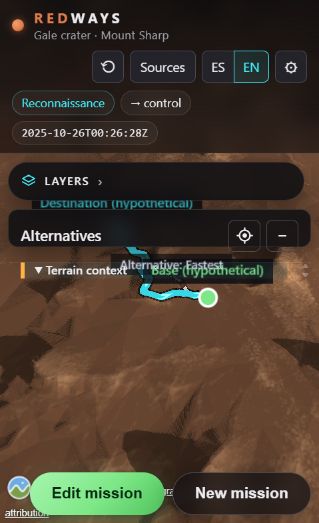 REDWAYS
Gale crater · Mount Sharp
Sources ES EN
Reconnaissance → control
2025-10-26T00:26:28Z
LAYERS ›
Destination (hypothetical)
Alternatives −
Alternative: Fastest
▼ Terrain context Base (hypothetical)
Edit mission New mission
attribution